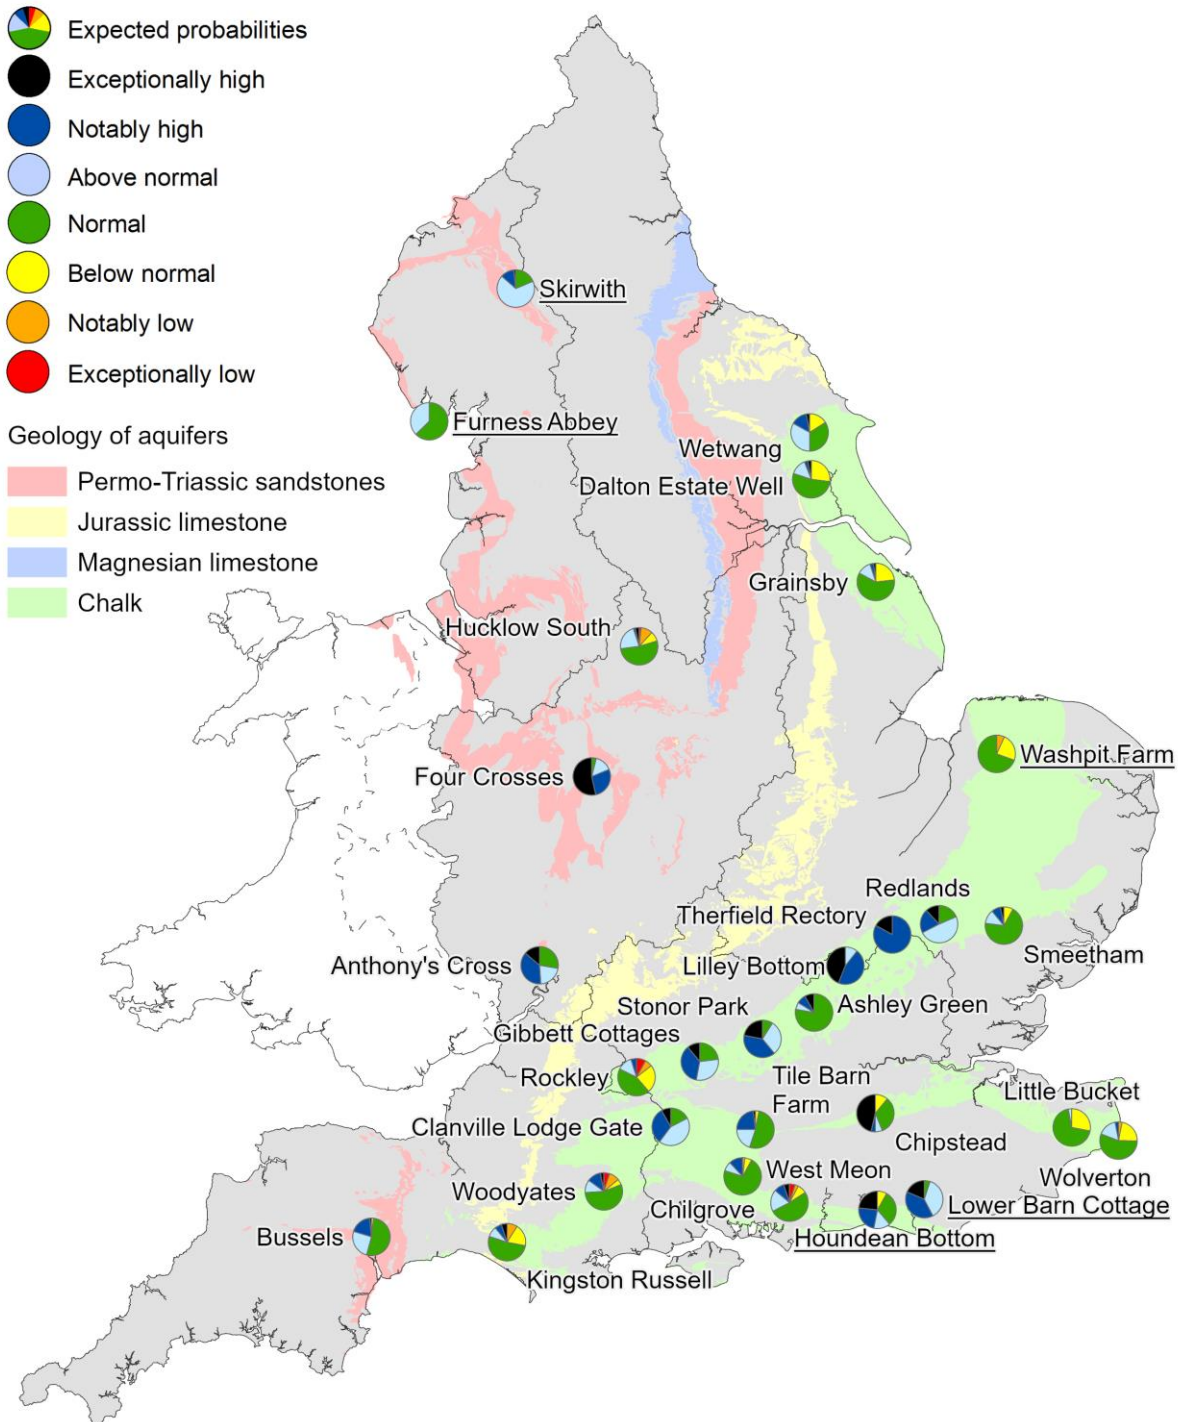 Expected probabilities
Exceptionally high
Notably high
Above normal
Normal
Below normal
Notably low
Exceptionally low
Geology of aquifers
Permo-Triassic sandstones
Jurassic limestone
Magnesian limestone
Chalk
Skirwith
Furness Abbey
Wetwang
Dalton Estate Well
Grainsby
Hucklow South
Washpit Farm
Four Crosses
Redlands
Therfield Rectory
Smeetham
Anthony's Cross
Lilley Bottom
Stonor Park
Ashley Green
Gibbett Cottages
Rockley
Tile Barn
Farm
Little Bucket
Clanville Lodge Gate
Chipstead
West Meon
Wolverton
Woodyates
Chilgrove
Lower Barn Cottage
Bussels
Houndean Bottom
Kingston Russell